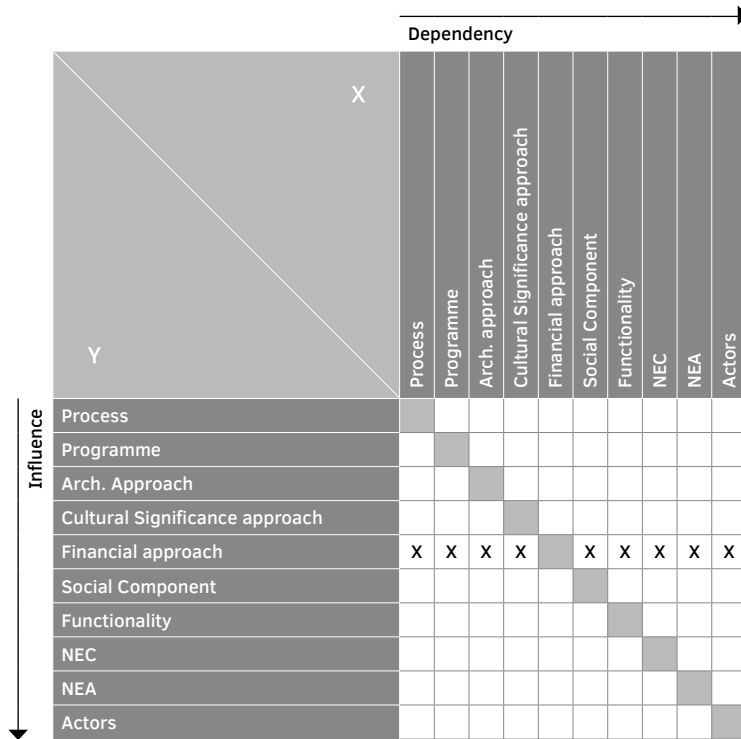 Dependency
X
Y
Process
Programme
Arch. approach
Cultural Significance approach
Financial approach
Social Component
Functionality
NEC
NEA
Actors
Influence
Process
Programme
Arch. Approach
Cultural Significance approach
Financial approach X X X X X X X X X
Social Component
Functionality
NEC
NEA
Actors